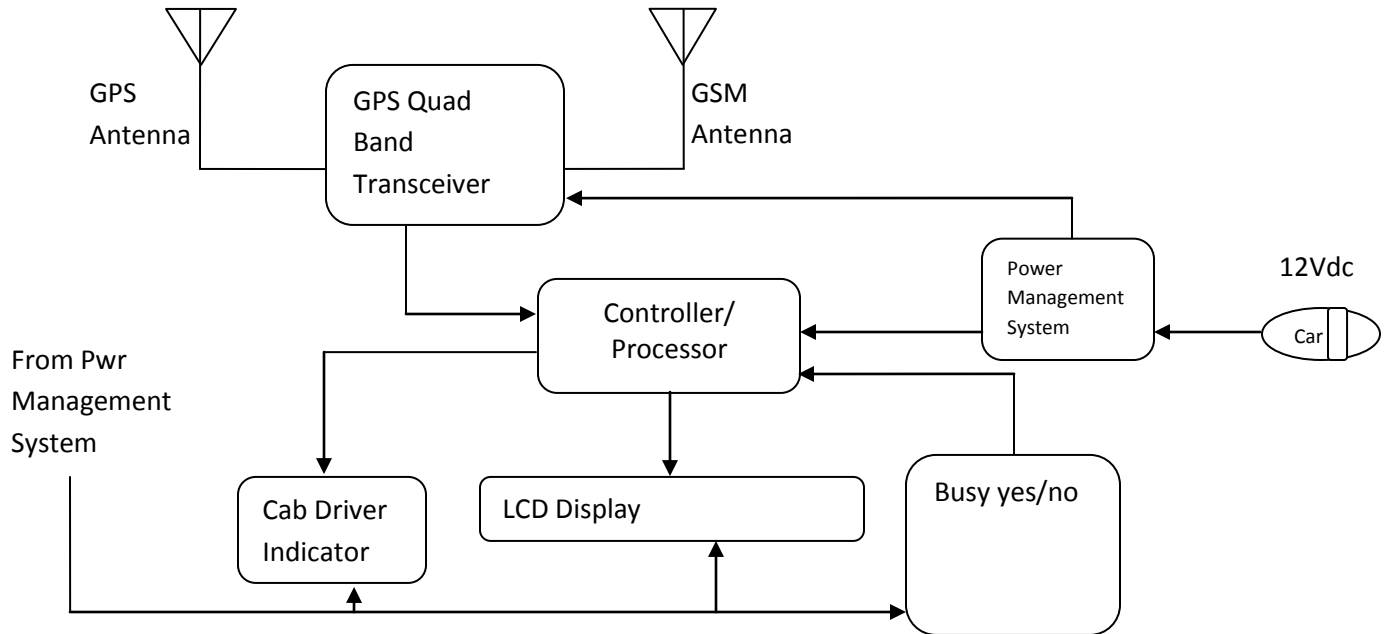 GPS
Antenna
GPS Quad
Band
Transceiver
GSM
Antenna
Power
Management
System
12Vdc
Car
Controller/
Processor
From Pwr
Management
System
Cab Driver
Indicator
LCD Display
Busy yes/no